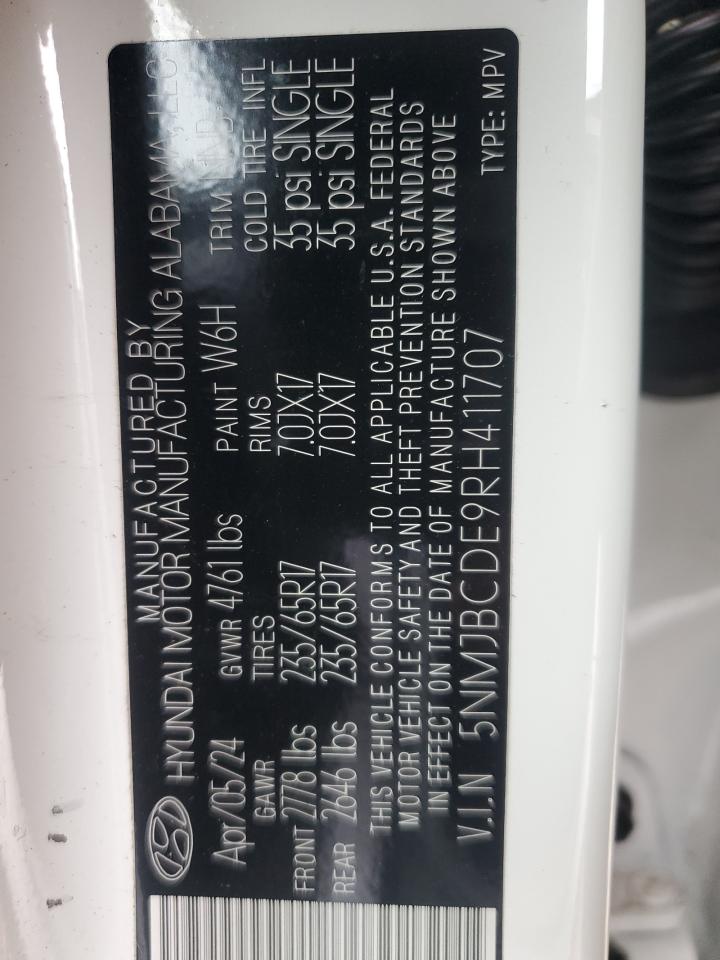 MANUFACTURED BY
HYUNDAI MOTOR MANUFACTURING ALABAMA, LLC
Apr/05/24 GVWR 4761 lbs PAINT W6H TRIM
GAWR TIRES RIMS COLD TIRE INFL
FRONT 2778 lbs 235/65R17 7.0JX17 35 psi SINGLE
REAR 2646 lbs 235/65R17 7.0JX17 35 psi SINGLE
THIS VEHICLE CONFORMS TO ALL APPLICABLE U.S.A. FEDERAL
MOTOR VEHICLE SAFETY AND THEFT PREVENTION STANDARDS
IN EFFECT ON THE DATE OF MANUFACTURE SHOWN ABOVE
V.I.N 5NMJBCDE9RH411707 TYPE: MPV